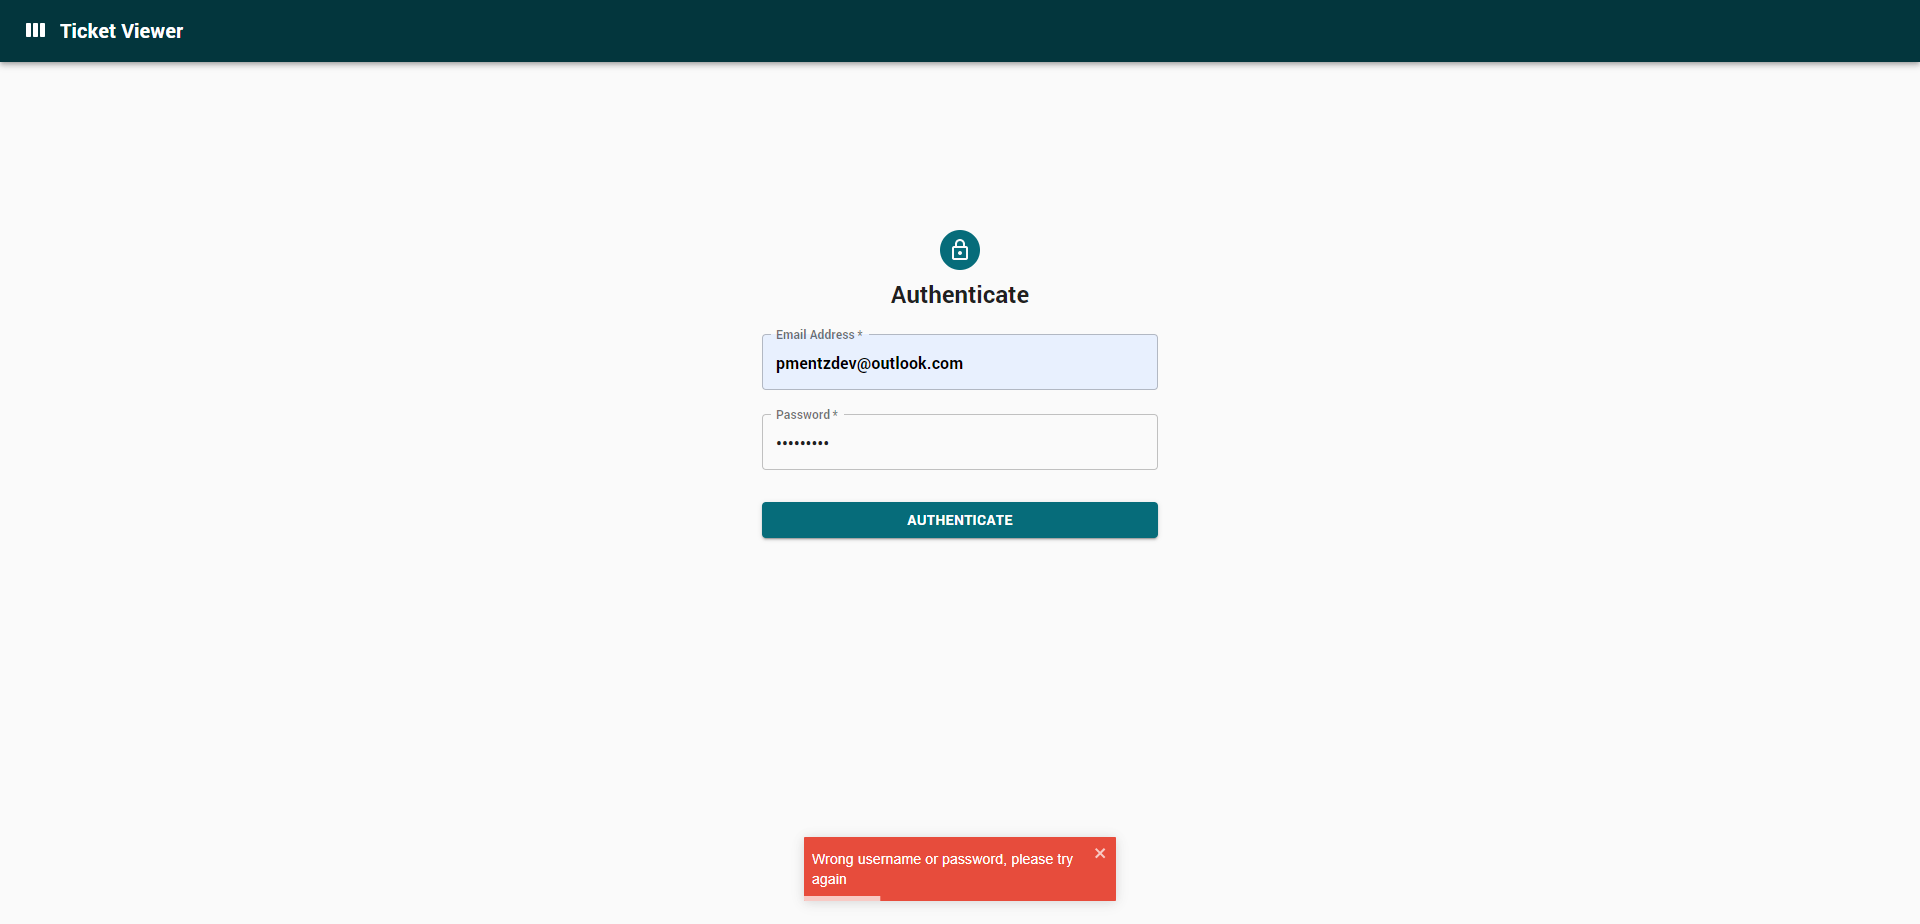 Ticket Viewer
Authenticate
Email Address *
pmentzdev@outlook.com
Password *
•••••••••
AUTHENTICATE
Wrong username or password, please try
again